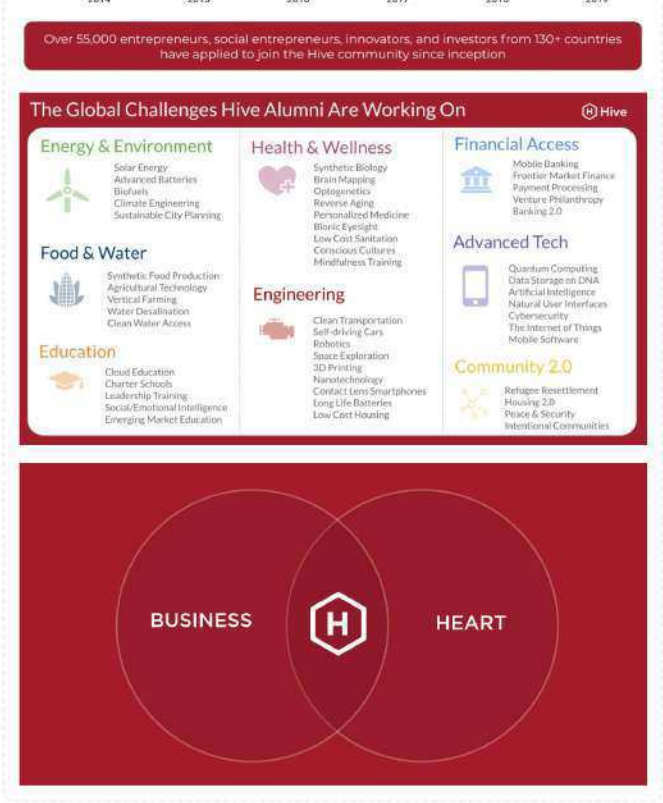 Over 55,000 entrepreneurs, social entrepreneurs, innovators, and investors from 130+ countries
have applied to join the Hive community since inception
The Global Challenges Hive Alumni Are Working On
H Hive
Energy & Environment
Solar Energy
Advanced Batteries
Biofuels
Climate Engineering
Sustainable City Planning
Food & Water
Synthetic Food Production
Agricultural Technology
Vertical Farming
Water Desalination
Clean Water Access
Education
Cloud Education
Charter Schools
Leadership Training
Social/Emotional Intelligence
Emerging Market Education
Health & Wellness
Synthetic Biology
Brain Mapping
Optogenetics
Reverse Aging
Personalized Medicine
Bionic Eyesight
Low Cost Sanitation
Conscious Cultures
Mindfulness Training
Engineering
Clean Transportation
Self-driving Cars
Robotics
Space Exploration
3D Printing
Nanotechnology
Contact Lens Smartphones
Long Life Batteries
Low Cost Housing
Financial Access
Mobile Banking
Frontier Market Finance
Payment Processing
Venture Philanthropy
Banking 2.0
Advanced Tech
Quantum Computing
Data Storage on DNA
Artificial Intelligence
Natural User Interfaces
Cybersecurity
The Internet of Things
Mobile Software
Community 2.0
Refugee Resettlement
Housing 2.0
Peace & Security
Intentional Communities
BUSINESS
H
HEART